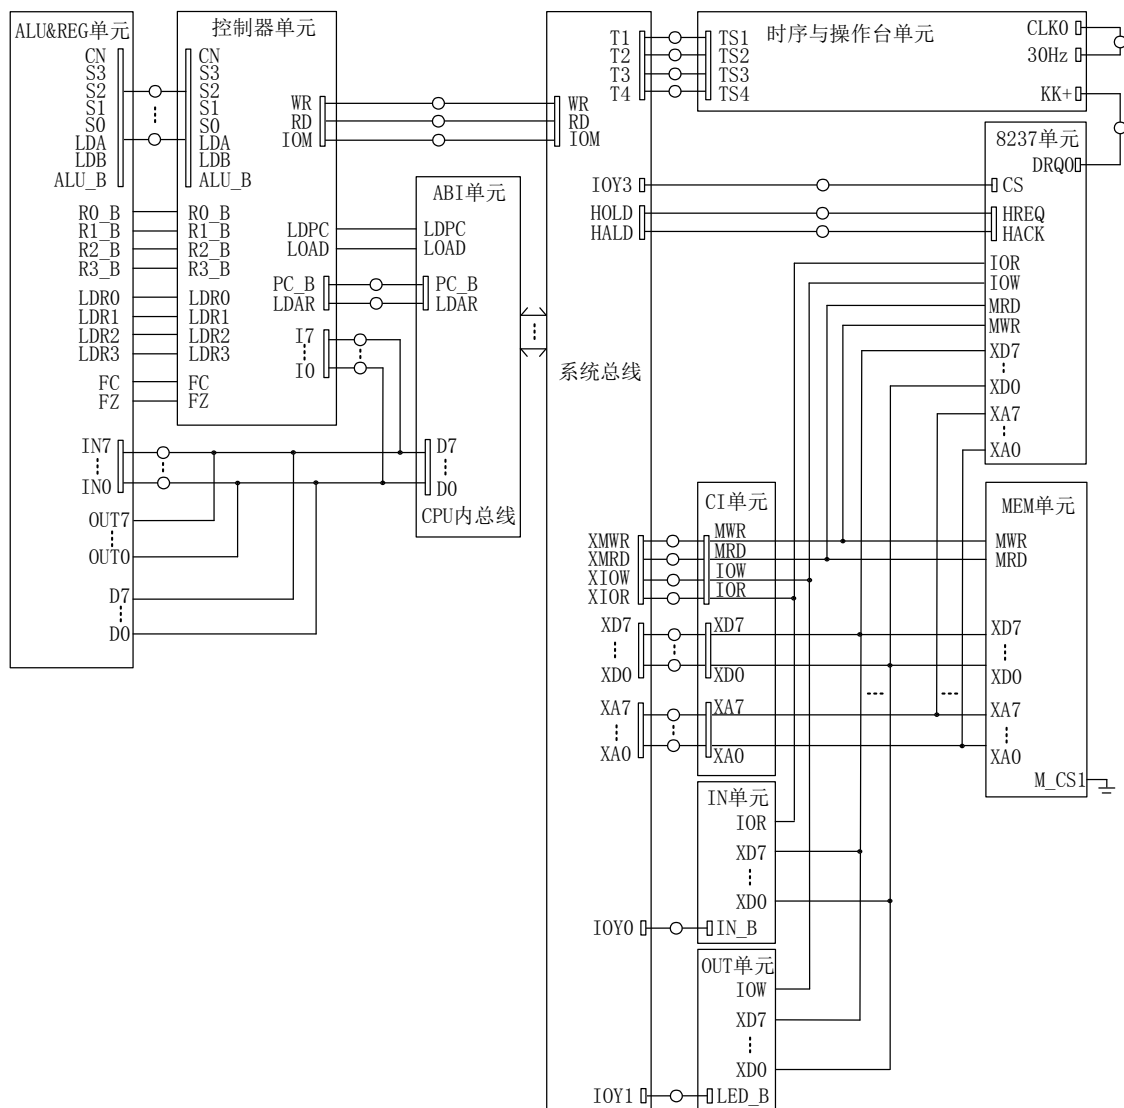 ALU&REG单元
CN
S3
S2
S1
S0
LDA
LDB
ALU_B
R0_B
R1_B
R2_B
R3_B
LDR0
LDR1
LDR2
LDR3
FC
FZ
IN7
IN0
OUT7
OUT0
D7
D0
控制器单元
CN
S3
S2
S1
S0
LDA
LDB
ALU_B
R0_B
R1_B
R2_B
R3_B
LDR0
LDR1
LDR2
LDR3
FC
FZ
WR
RD
IOM
LDPC
LOAD
PC_B
LDAR
I7
I0
ABI单元
LDPC
LOAD
PC_B
LDAR
D7
D0
CPU内总线
WR
RD
IOM
系统总线
T1
T2
T3
T4
IOY3
HOLD
HALD
XMWR
XMRD
XIOW
XIOR
XD7
XD0
XA7
XA0
IOY0
IOY1
时序与操作台单元
TS1
TS2
TS3
TS4
CLK0
30Hz
KK+
8237单元
DRQ0
CS
HREQ
HACK
IOR
IOW
MRD
MWR
XD7
XD0
XA7
XA0
CI单元
MWR
MRD
IOW
IOR
XD7
XD0
XA7
XA0
MEM单元
MWR
MRD
XD7
XD0
XA7
XA0
M_CS1
IN单元
IOR
XD7
XD0
IN_B
OUT单元
IOW
XD7
XD0
LED_B